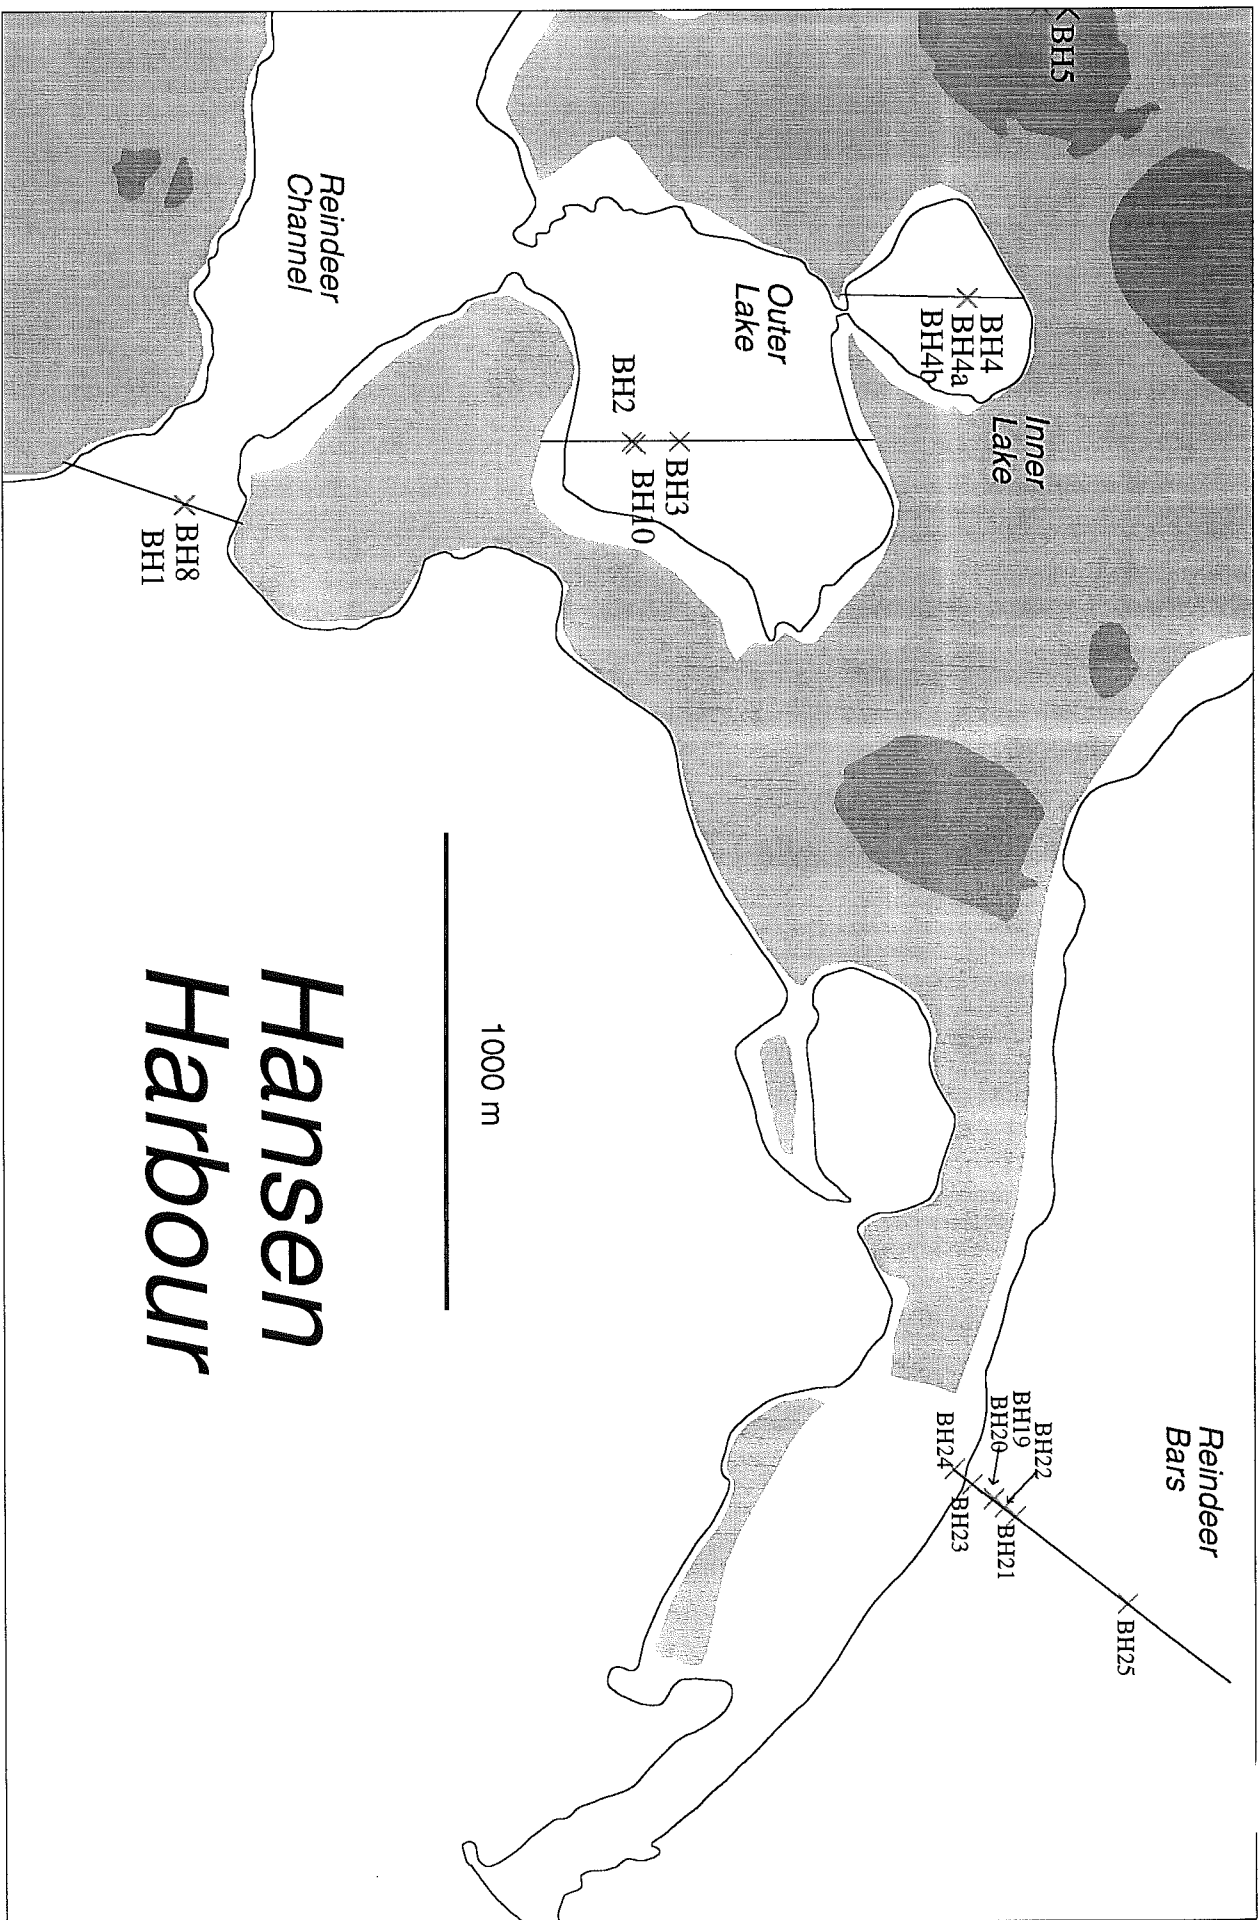 BH5
Reindeer
Channel
Outer
Lake
BH4
BH4a
BH4b
Inner
Lake
BH2
BH3
BH10
BH8
BH1
1000 m
Hansen
Harbour
Reindeer
Bars
BH22
BH19
BH20
BH24
BH21
BH23
BH25